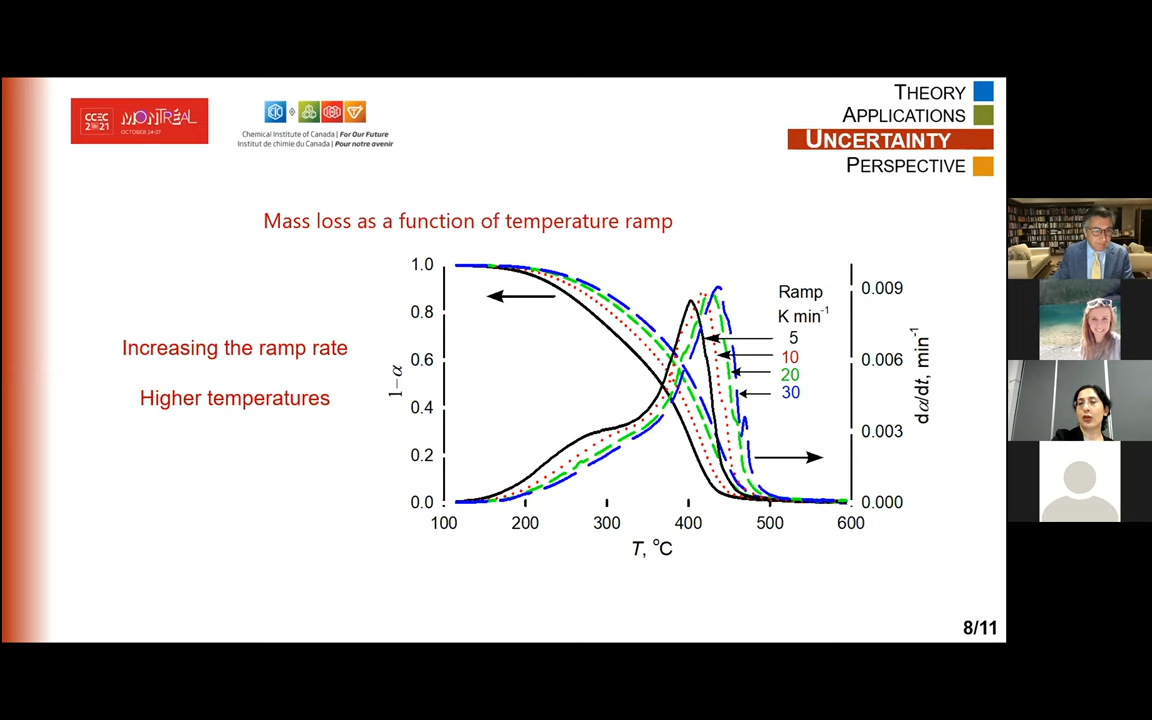 CCEC
2021
MONTRÉAL
OCTOBER 24-27
Chemical Institute of Canada | For Our Future
Institut de chimie du Canada | Pour notre avenir
THEORY
APPLICATIONS
UNCERTAINTY
PERSPECTIVE
Mass loss as a function of temperature ramp
Increasing the ramp rate
Higher temperatures
1−α
1.0
0.8
0.6
0.4
0.2
0.0
100
200
300
400
500
600
T, °C
Ramp
K min⁻¹
5
10
20
30
0.009
0.006
0.003
0.000
dα/dt, min⁻¹
8/11